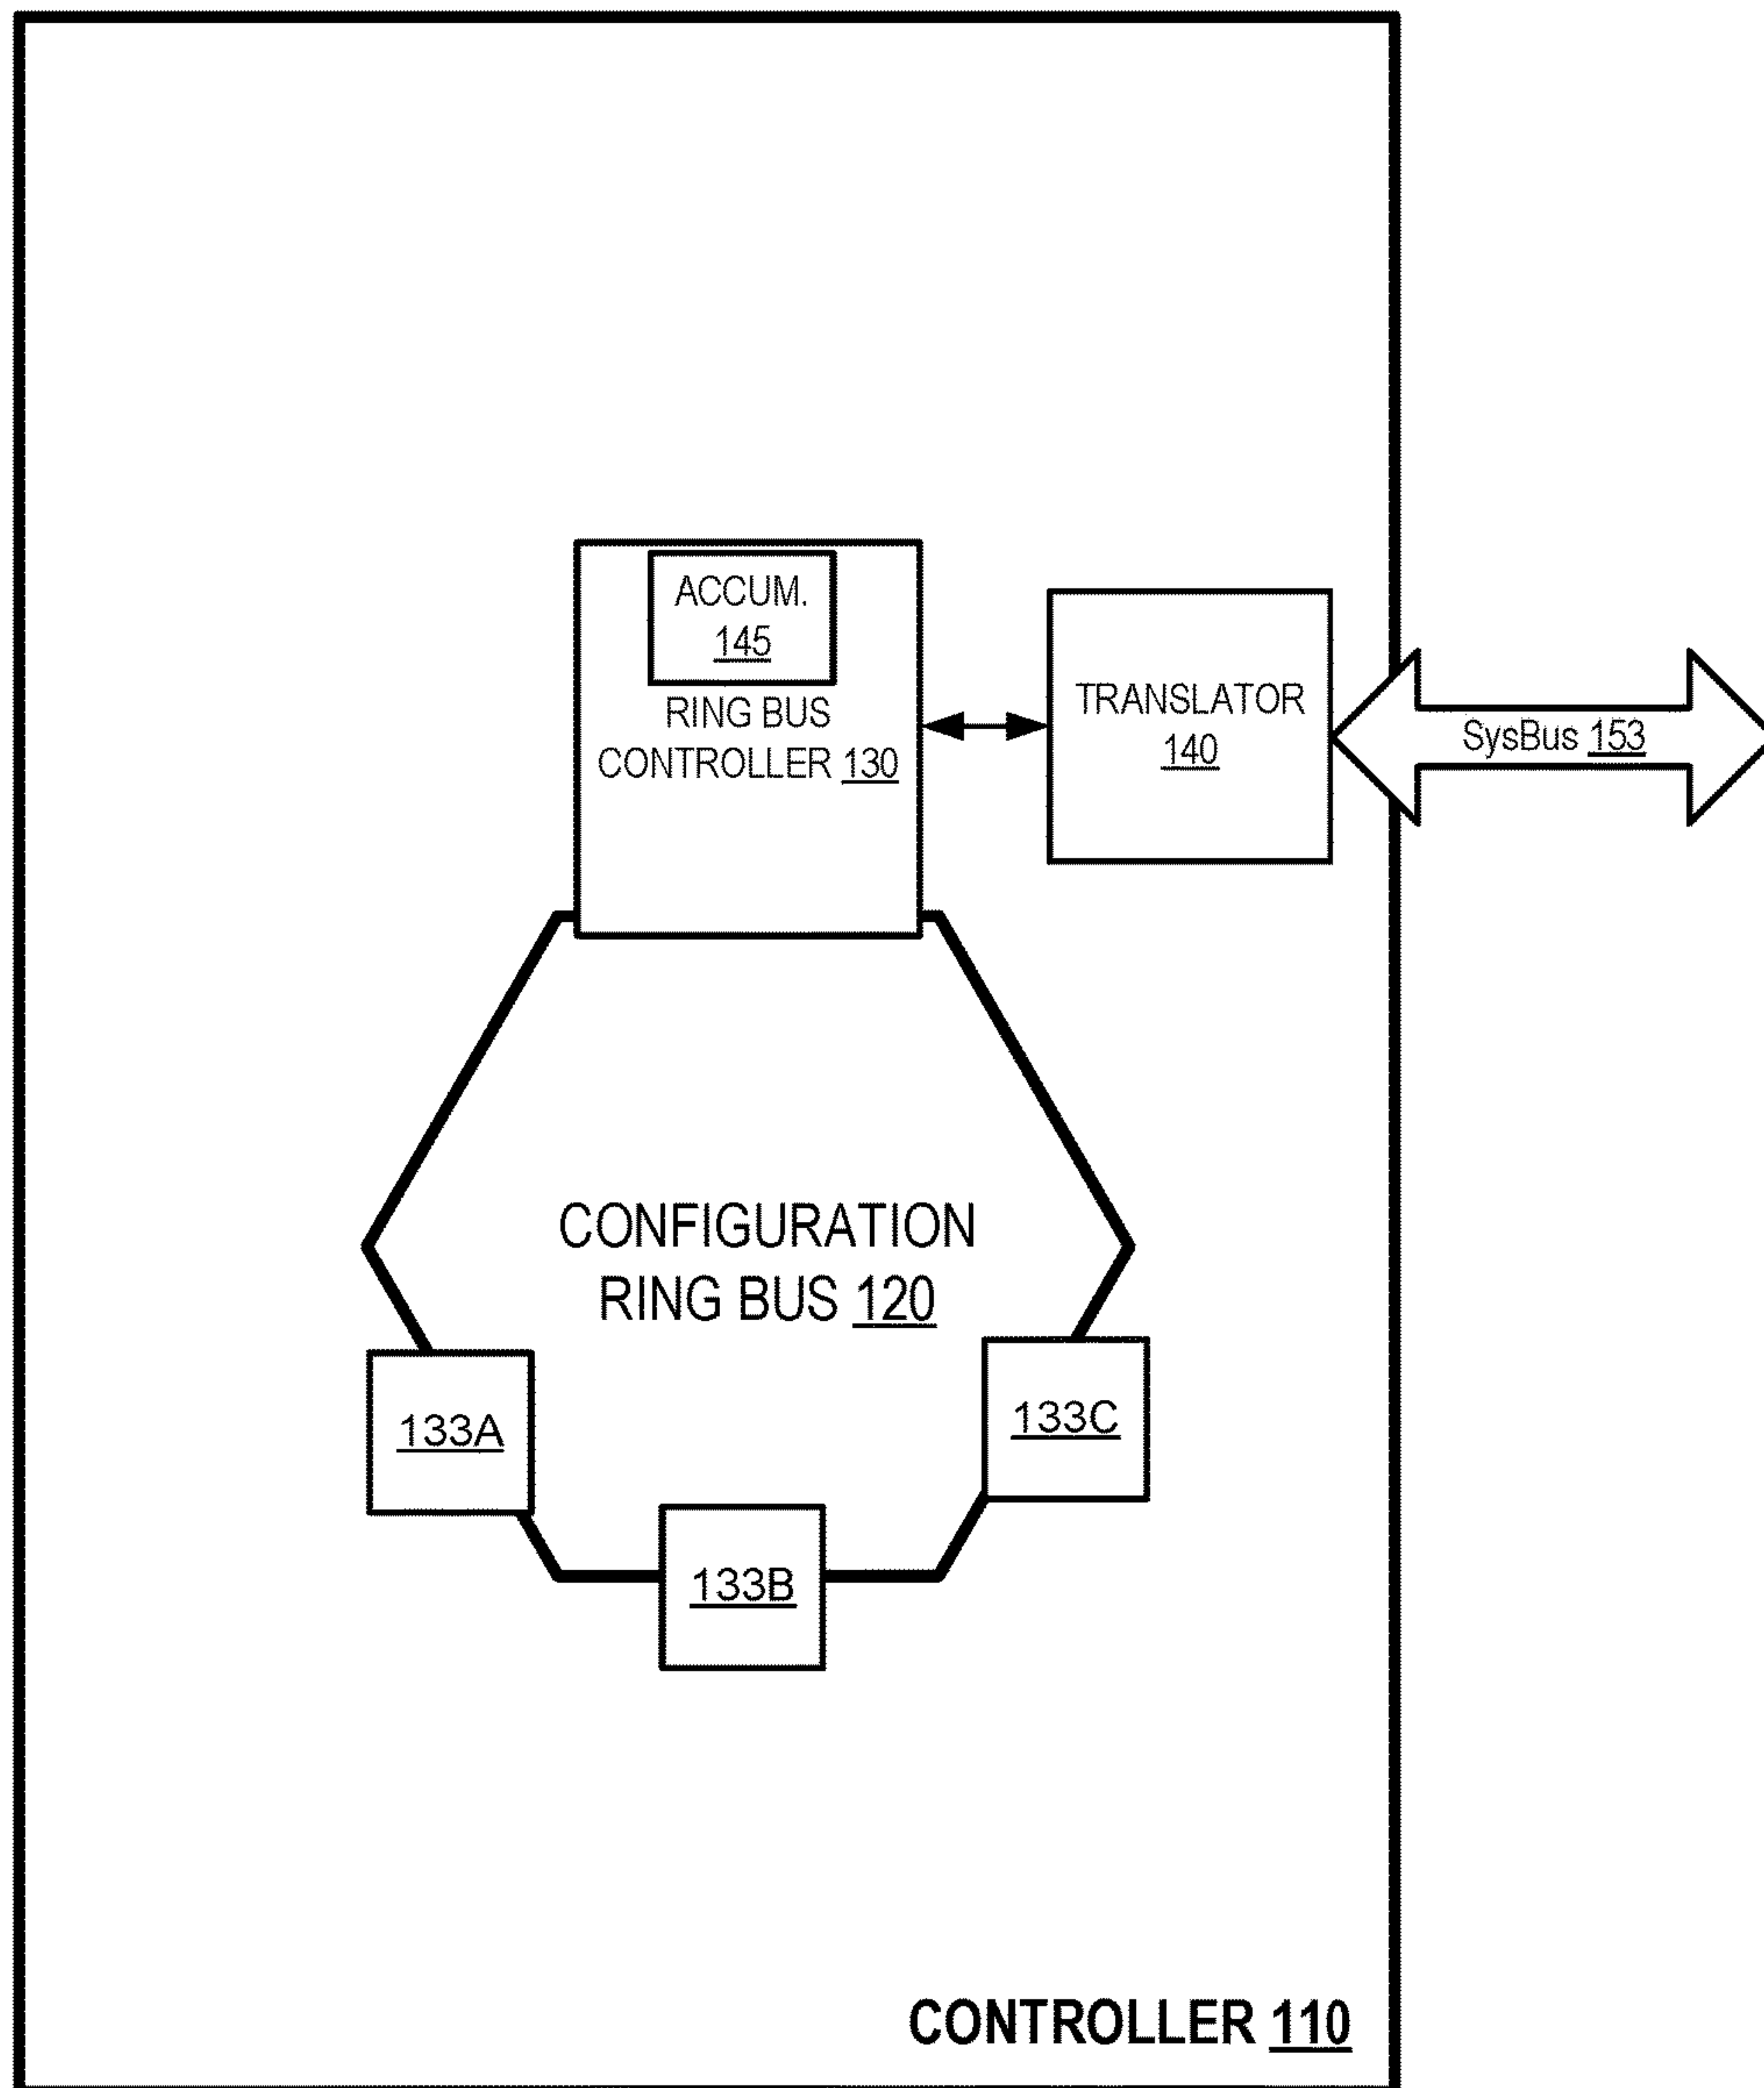 ACCUM.
145
RING BUS
CONTROLLER 130
TRANSLATOR
140
SysBus 153
CONFIGURATION
RING BUS 120
133A
133B
133C
CONTROLLER 110